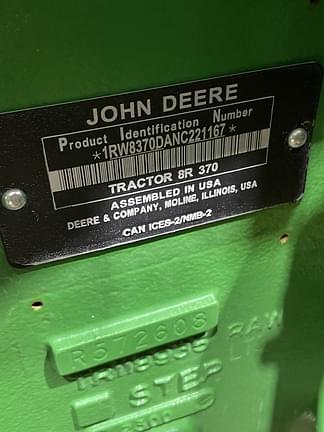 JOHN DEERE
Product Identification Number
*1RW8370DANC221167*
TRACTOR 8R 370
ASSEMBLED IN USA
DEERE & COMPANY, MOLINE, ILLINOIS, USA
CAN ICES-2/NMB-2
R572608
RAW
STEP